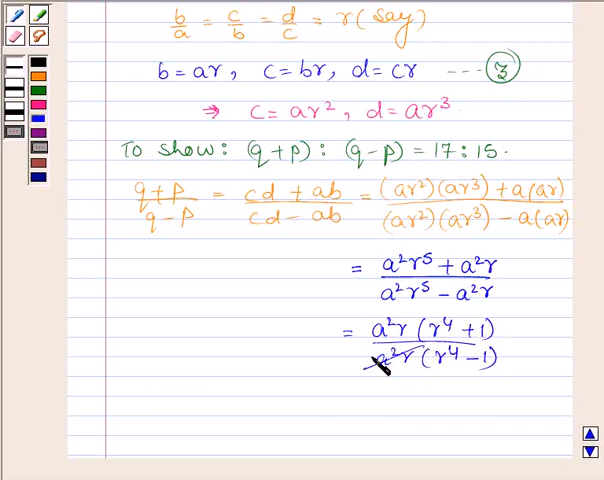 b/a = c/b = d/c = r (say)
b = ar, c = br, d = cr ---- ③
⇒ c = ar², d = ar³.
To show: (q+p) : (q-p) = 17 : 15.
q+p/q-p = cd + ab/cd - ab = (ar²)(ar³) + a(ar)/(ar²)(ar³) - a(ar)
= a²r⁵ + a²r/a²r⁵ - a²r
= a²r (r⁴ + 1)/a²r (r⁴ - 1)